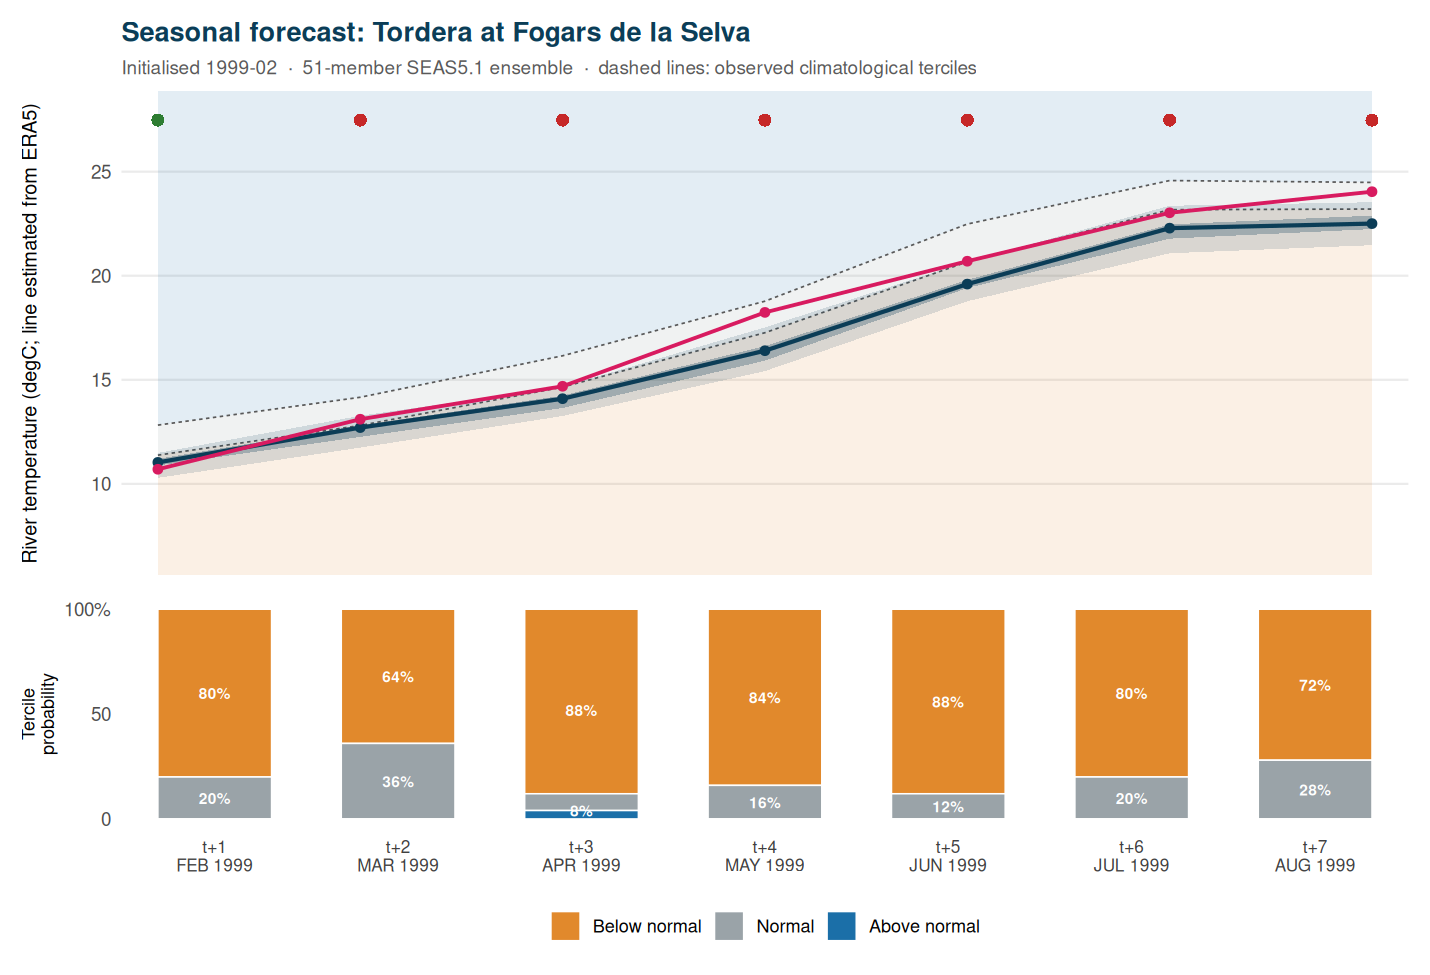 Seasonal forecast: Tordera at Fogars de la Selva
Initialised 1999-02 · 51-member SEAS5.1 ensemble · dashed lines: observed climatological terciles
River temperature (degC; line estimated from ERA5)
25
20
15
10
Tercile
probability
100%
50
0
80%
64%
88%
84%
88%
80%
72%
20%
36%
8%
16%
12%
20%
28%
t+1
FEB 1999
t+2
MAR 1999
t+3
APR 1999
t+4
MAY 1999
t+5
JUN 1999
t+6
JUL 1999
t+7
AUG 1999
Below normal
Normal
Above normal